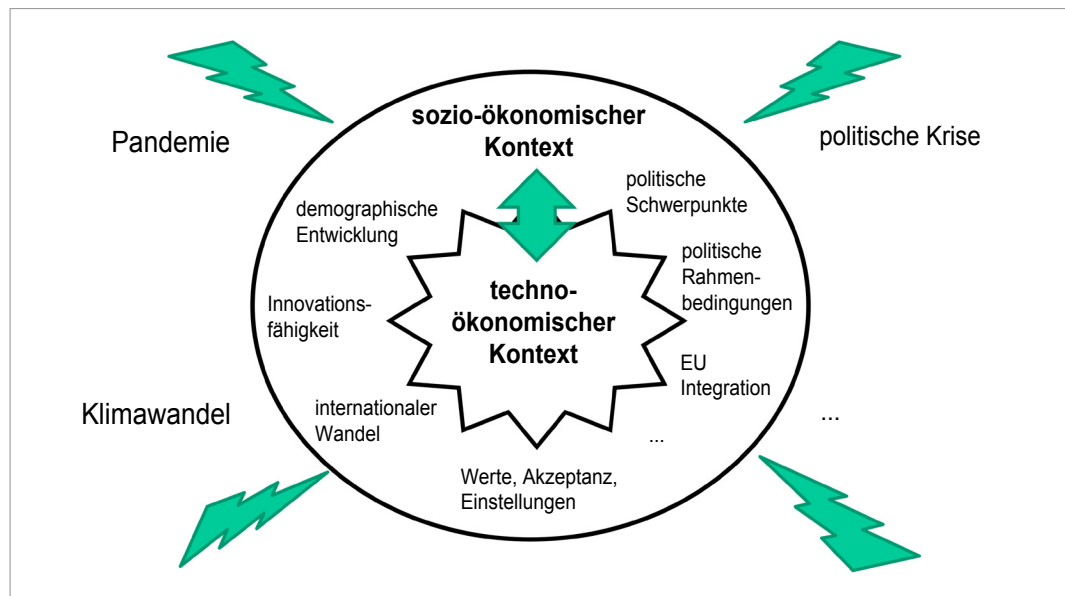 sozio-ökonomischer
Kontext
Pandemie
politische Krise
politische
Schwerpunkte
demographische
Entwicklung
politische
Rahmen-
bedingungen
techno-
ökonomischer
Kontext
Innovations-
fähigkeit
EU
Integration
internationaler
Wandel
Klimawandel
...
...
Werte, Akzeptanz,
Einstellungen